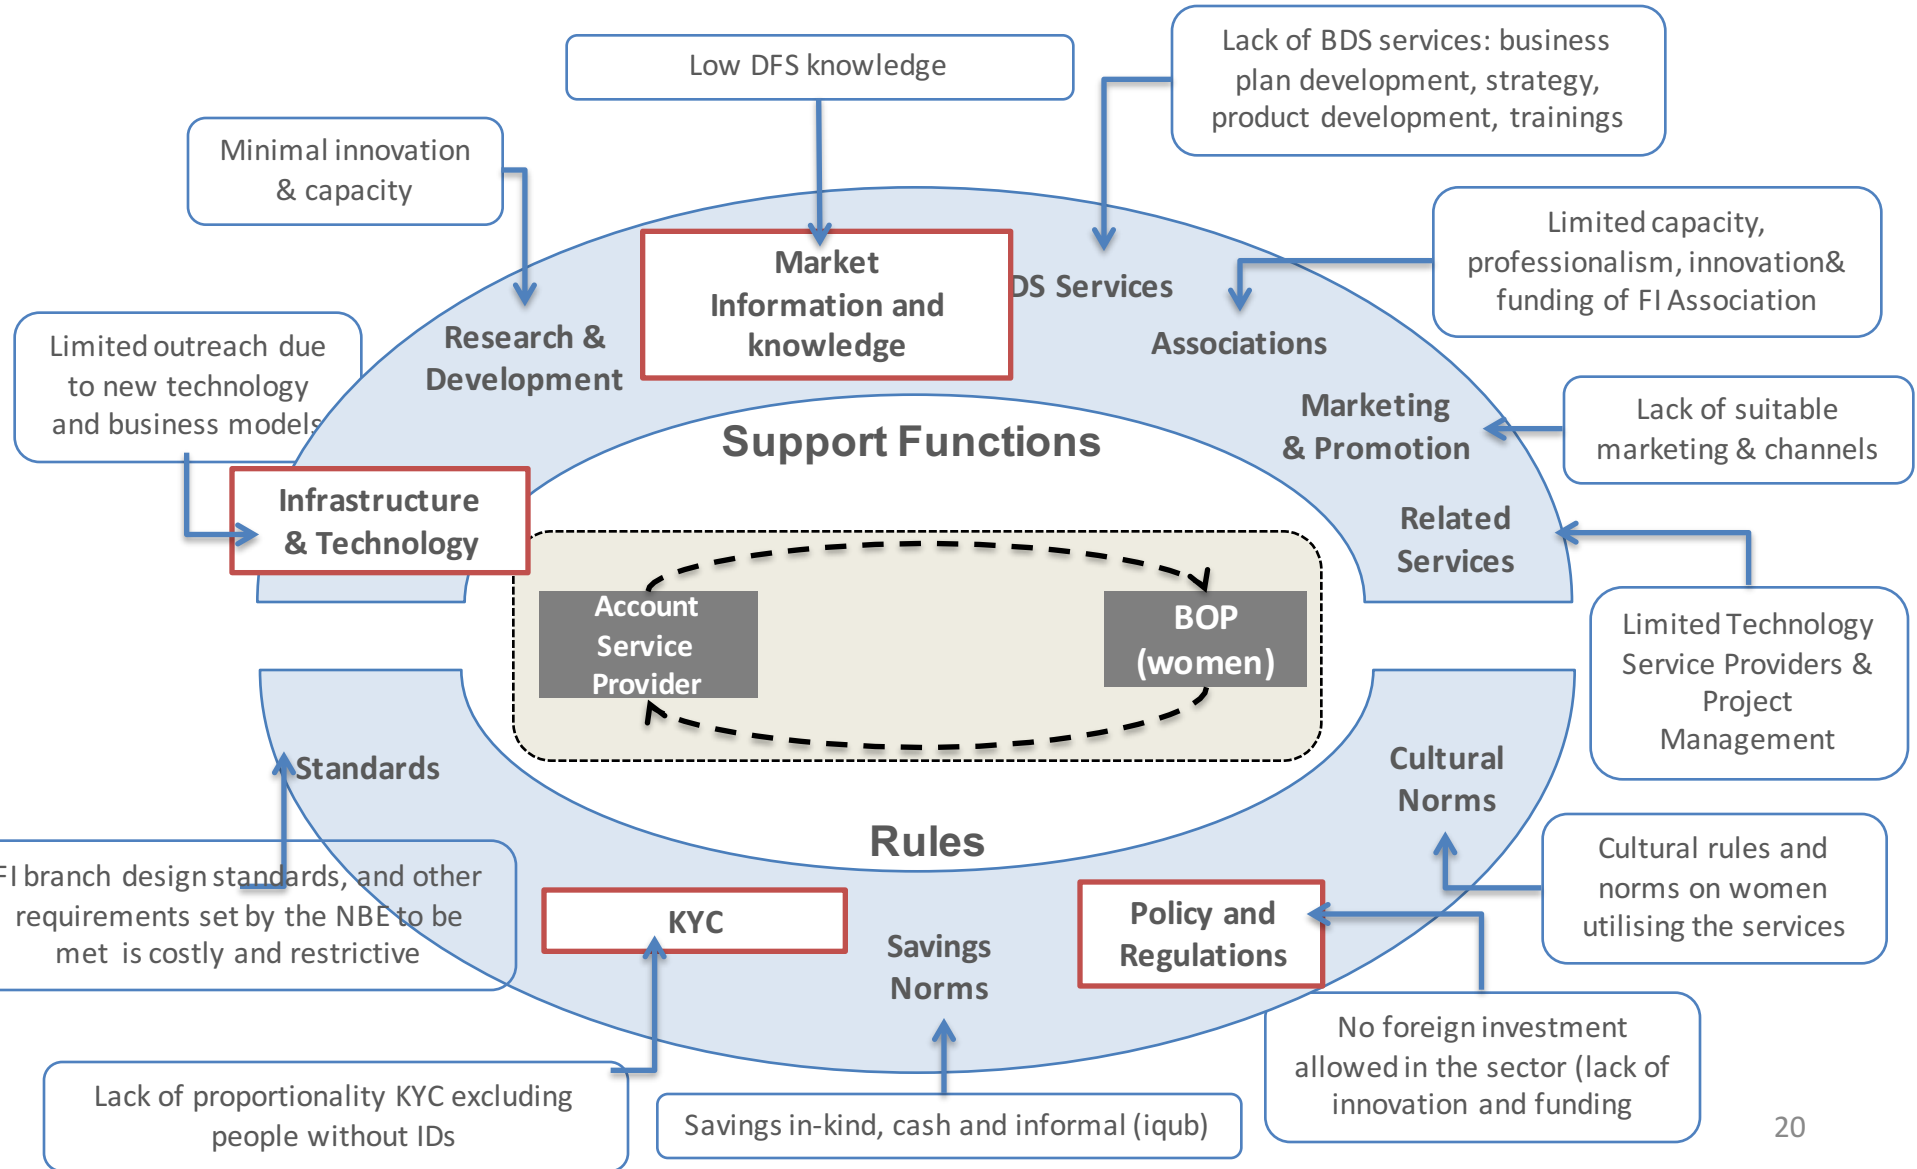 Low DFS knowledge
Lack of BDS services: business
plan development, strategy,
product development, trainings
Minimal innovation
& capacity
Limited capacity,
professionalism, innovation&
funding of FI Association
Market
Information and
knowledge
DS Services
Associations
Research &
Development
Limited outreach due
to new technology
and business models
Marketing
& Promotion
Lack of suitable
marketing & channels
Support Functions
Infrastructure
& Technology
Related
Services
Account
Service
Provider
BOP
(women)
Limited Technology
Service Providers &
Project
Management
Standards
Cultural
Norms
Rules
FI branch design standards, and other
requirements set by the NBE to be
met is costly and restrictive
KYC
Savings
Norms
Policy and
Regulations
Cultural rules and
norms on women
utilising the services
No foreign investment
allowed in the sector (lack of
innovation and funding
Lack of proportionality KYC excluding
people without IDs
Savings in-kind, cash and informal (iqub)
20